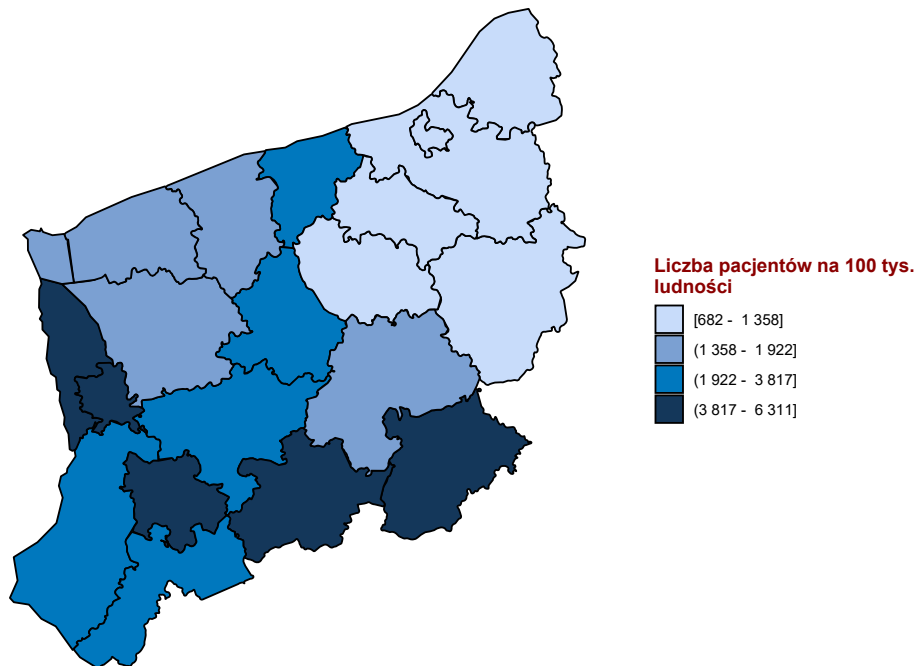 Liczba pacjentów na 100 tys.
ludności
[682 - 1 358]
(1 358 - 1 922]
(1 922 - 3 817]
(3 817 - 6 311]